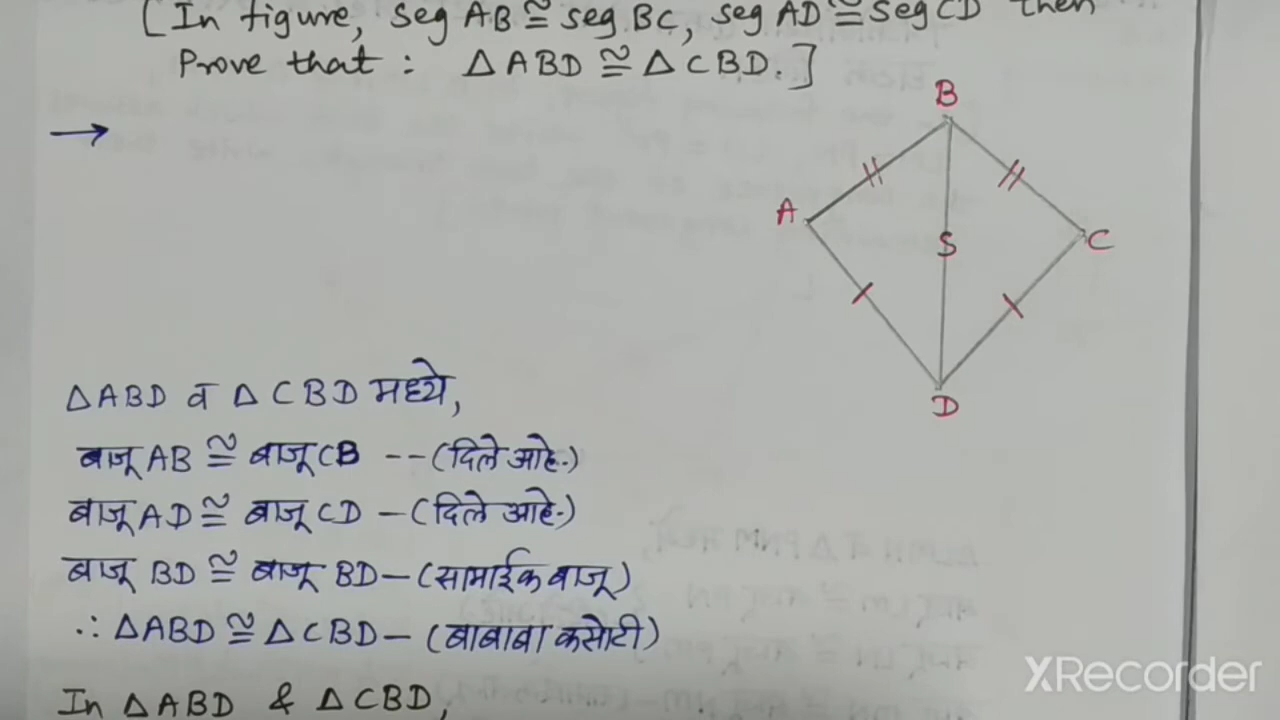 [In figure, seg AB ≅ seg BC, seg AD ≅ seg CD then
Prove that : △ABD ≅ △CBD.]
→
B
A
S
C
D
△ABD व △CBD मध्ये,
बाजू AB ≅ बाजू CB --(दिले आहे.)
बाजू AD ≅ बाजू CD –(दिले आहे.)
बाजू BD ≅ बाजू BD–(सामाईक बाजू)
∴ △ABD ≅ △CBD– (बाबाबा कसोटी)
In △ABD & △CBD,
XRecorder